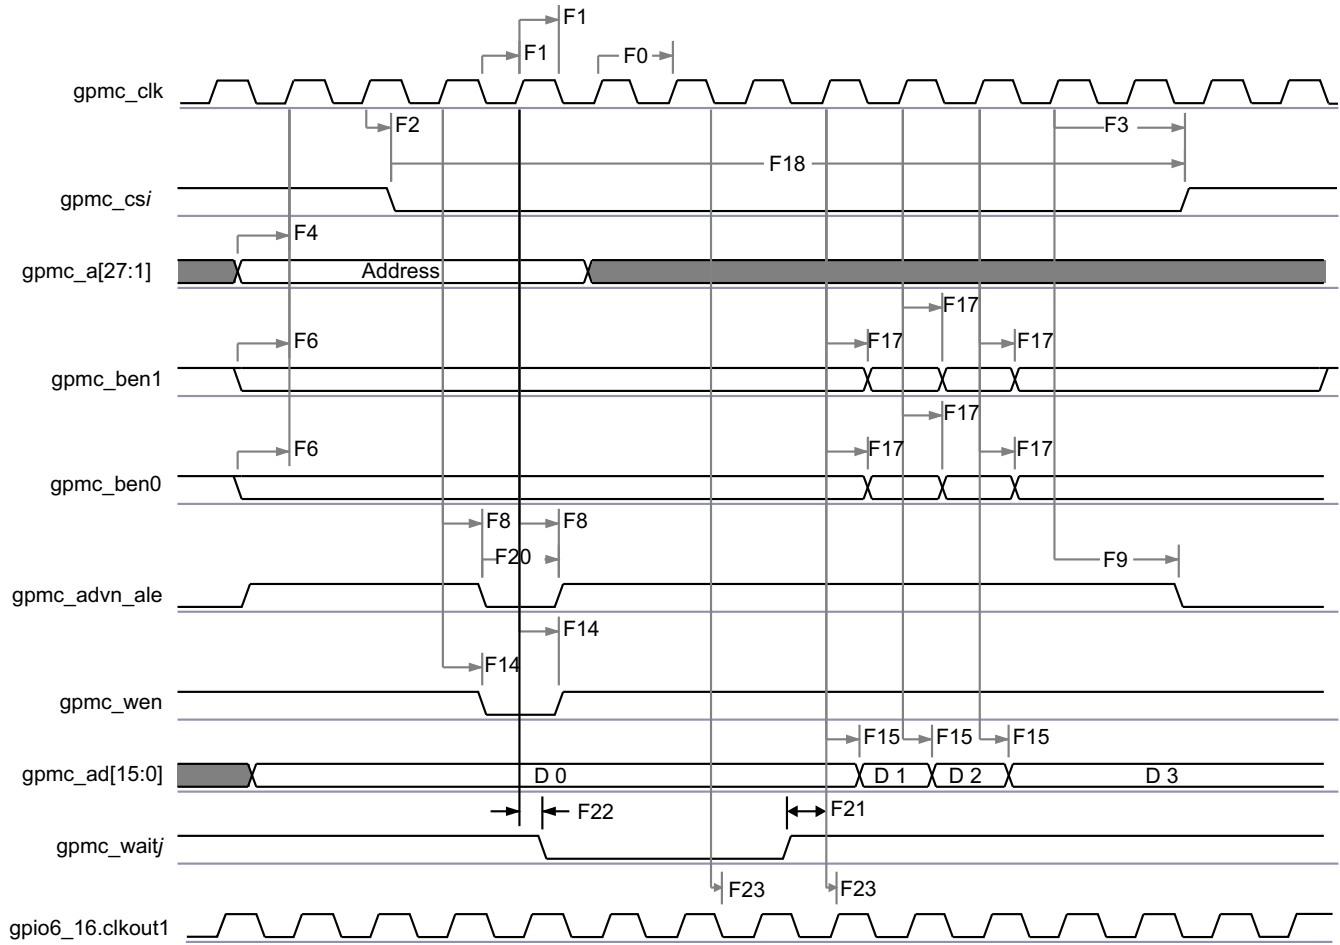 F1
F1
F0
gpmc_clk
F2
F3
F18
gpmc_csi
F4
gpmc_a[27:1]
Address
F17
F6
F17
F17
gpmc_ben1
F17
F6
F17
F17
gpmc_ben0
F8
F8
F20
F9
gpmc_advn_ale
F14
F14
gpmc_wen
F15
F15
F15
gpmc_ad[15:0]
D 0
D 1
D 2
D 3
F22
F21
gpmc_waitj
F23
F23
gpio6_16.clkout1